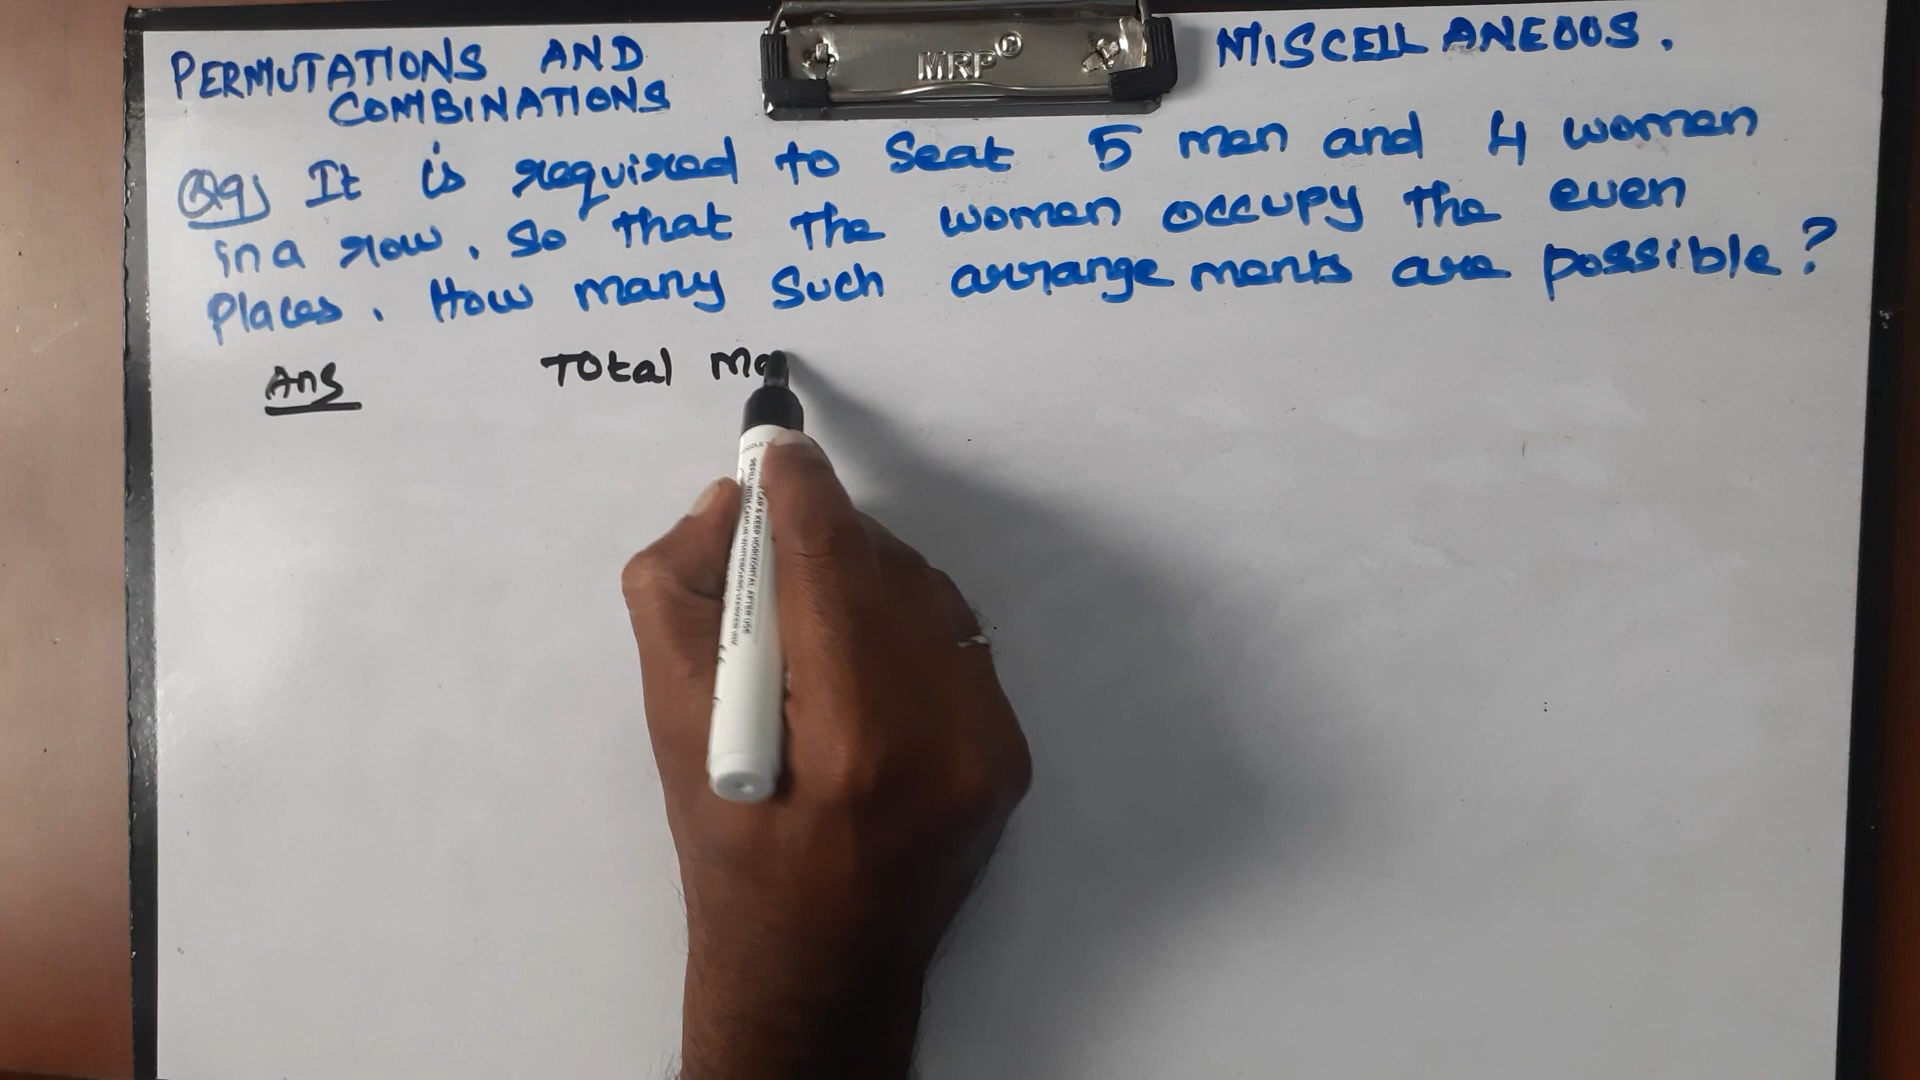 PERMUTATIONS AND
COMBINATIONS
MRP®
MISCELLANEOUS.
Q9) It is required to seat 5 men and 4 women
in a row, so that the women occupy the even
places. How many such arrangements are possible?
Ans
Total Me